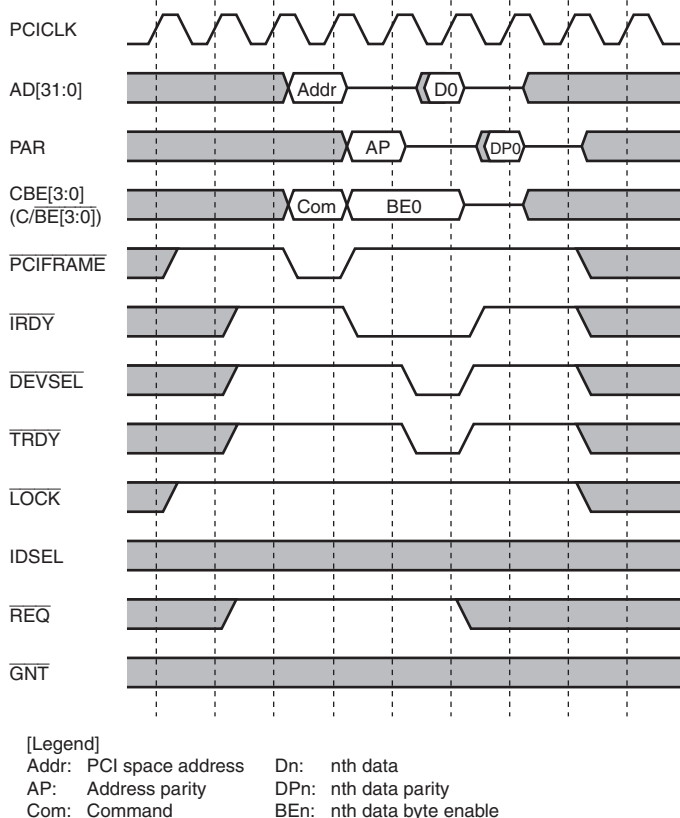 PCICLK
AD[31:0] Addr D0
PAR AP DP0
CBE[3:0] Com BE0
(C/BE[3:0])
PCIFRAME
IRDY
DEVSEL
TRDY
LOCK
IDSEL
REQ
GNT
[Legend]
Addr: PCI space address Dn: nth data
AP: Address parity DPn: nth data parity
Com: Command BEn: nth data byte enable